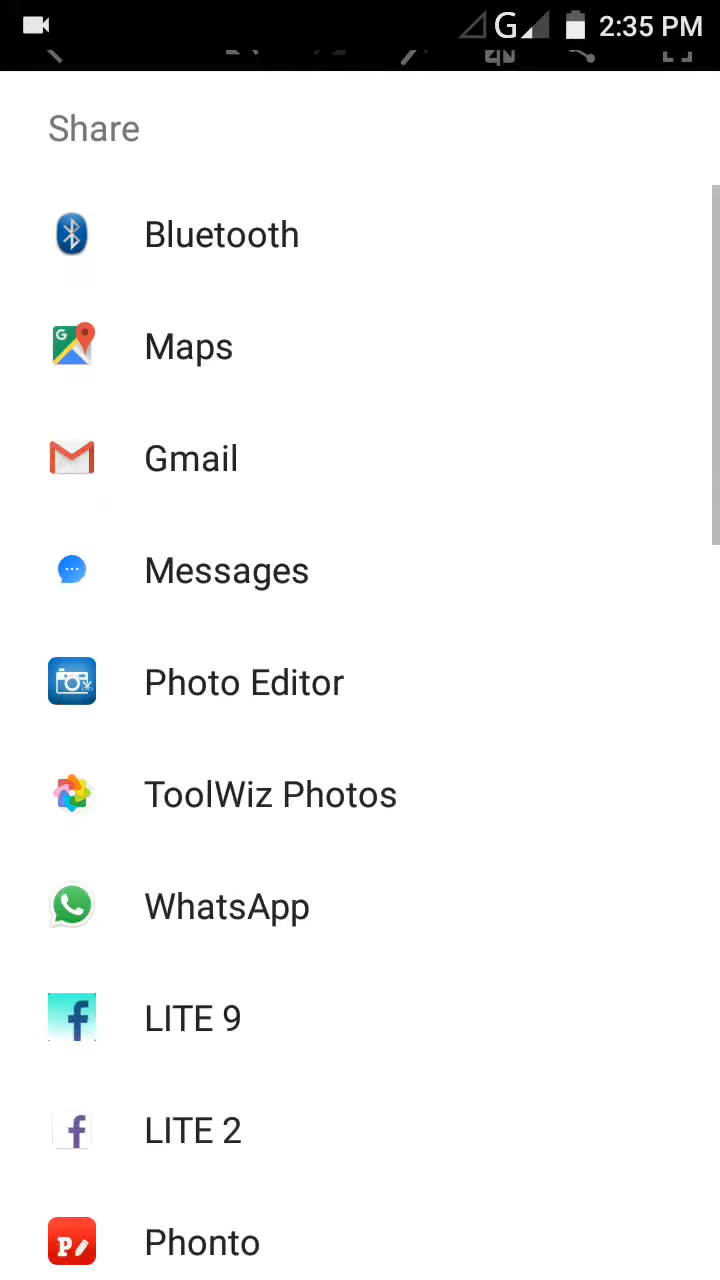 G 2:35 PM
Share
Bluetooth
Maps
Gmail
Messages
Photo Editor
ToolWiz Photos
WhatsApp
LITE 9
LITE 2
Phonto